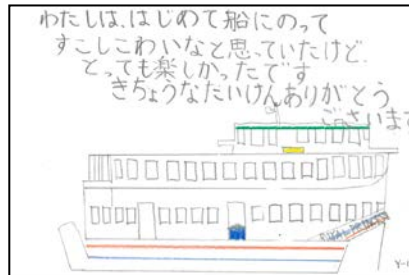 わたしは、はじめて船にのって
すこしこわいなと思っていたけど、
とっても楽しかったです
きちょうなたいけんありがとう
ございます